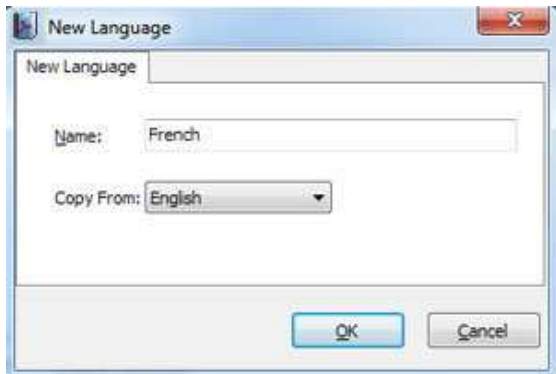 New Language
New Language
Name: French
Copy From: English
OK Cancel